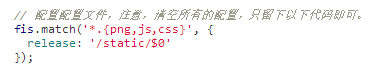 // 配置配置文件，注意，清空所有的配置，只留下以下代码即可。
fis.match('*.{png,js,css}', {
  release: '/static/$0'
});